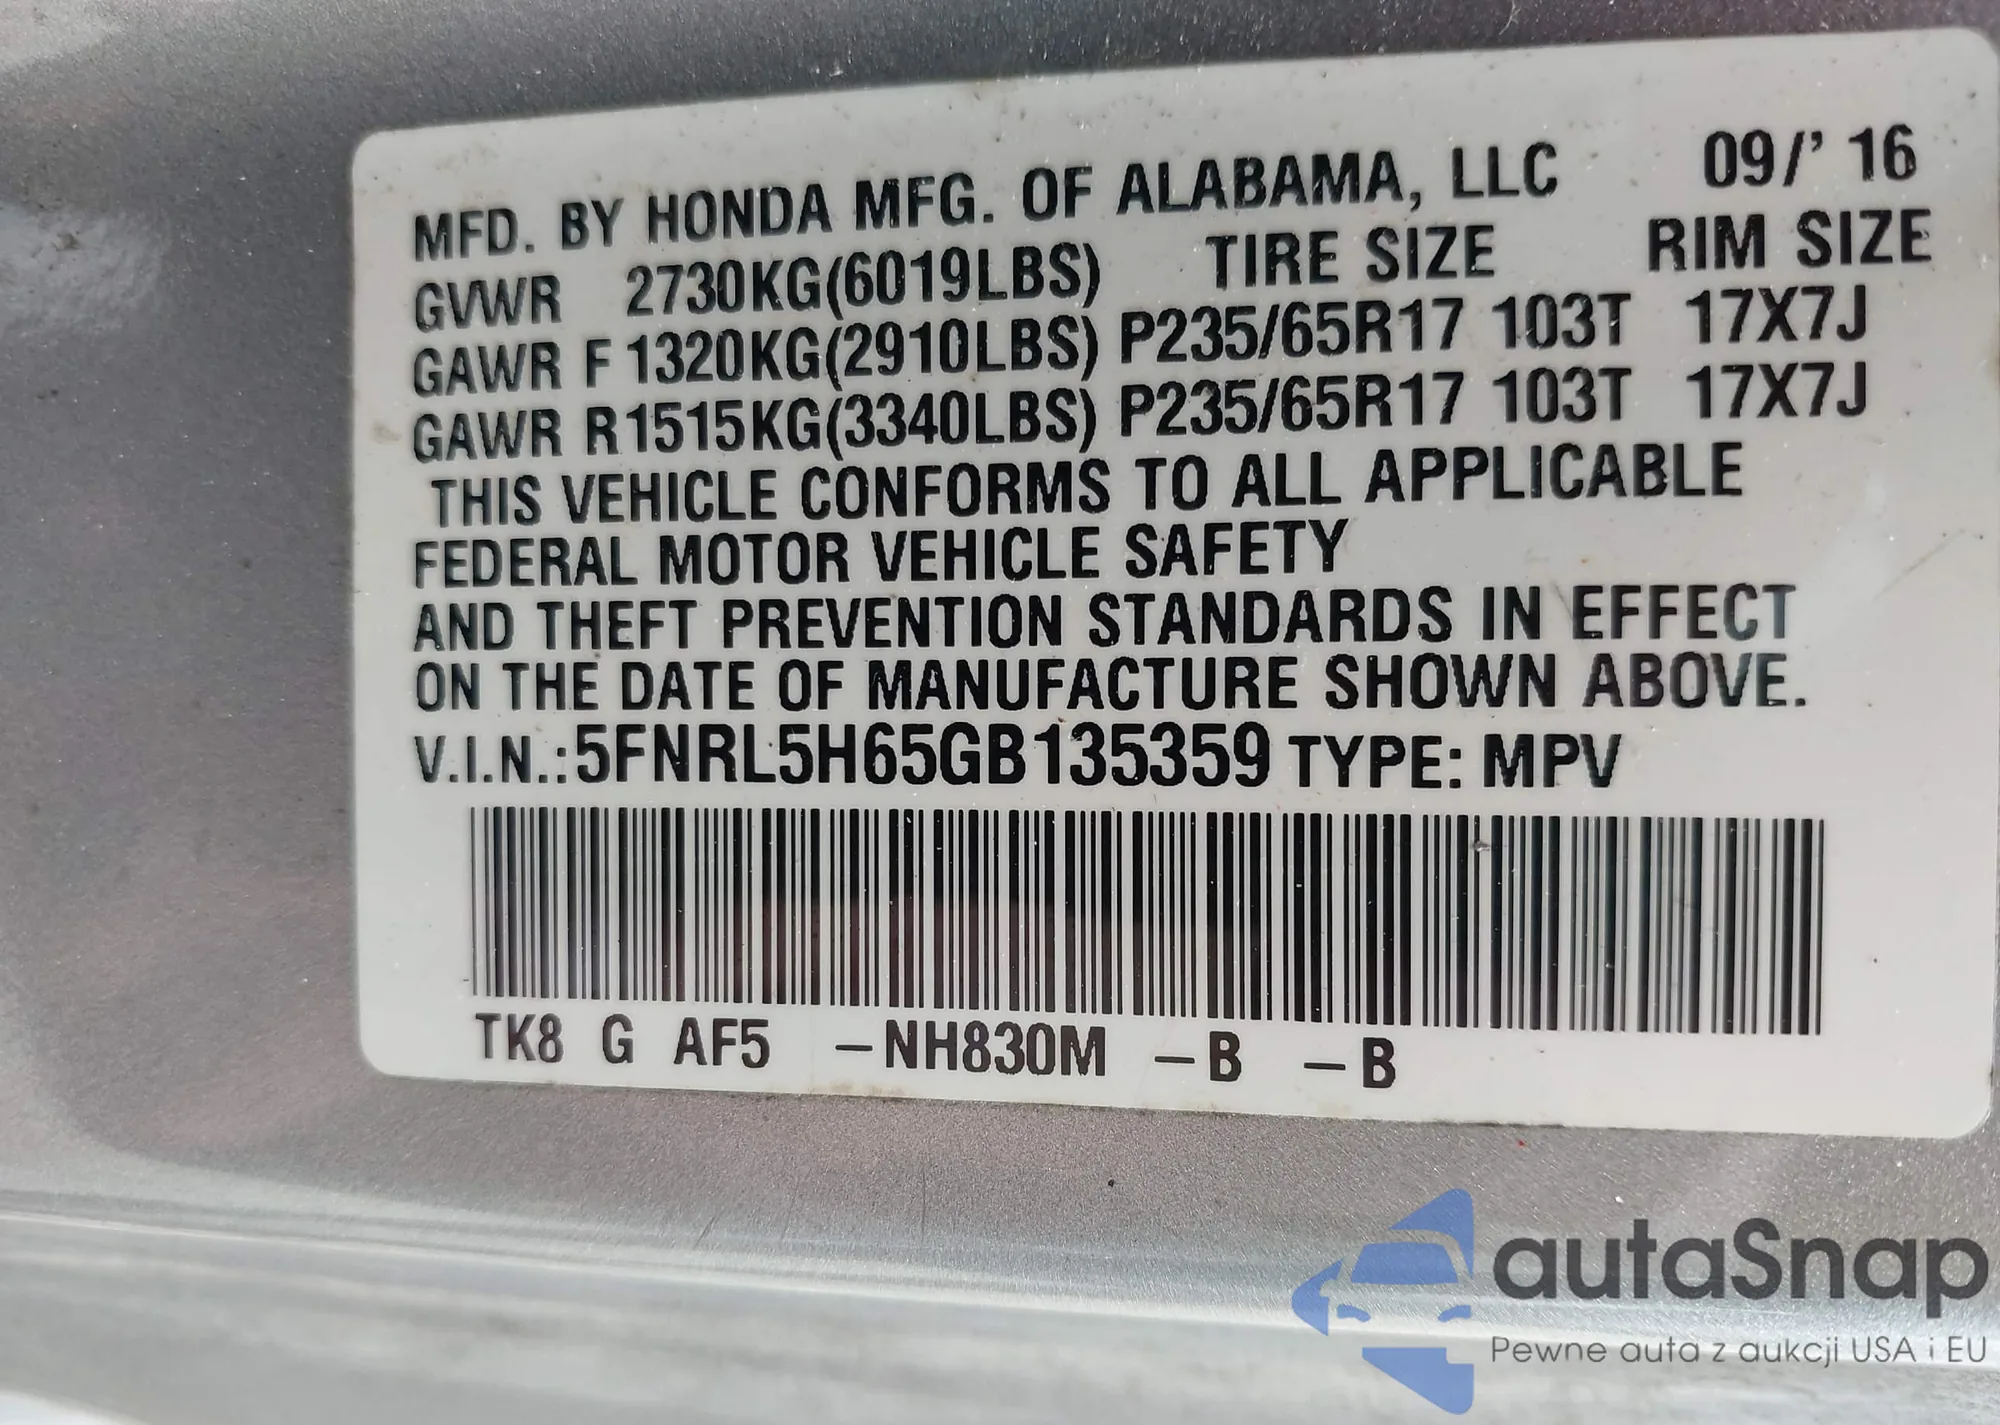 MFD. BY HONDA MFG. OF ALABAMA, LLC 09/' 16
GVWR 2730KG(6019LBS) TIRE SIZE RIM SIZE
GAWR F 1320KG(2910LBS) P235/65R17 103T 17X7J
GAWR R1515KG(3340LBS) P235/65R17 103T 17X7J
THIS VEHICLE CONFORMS TO ALL APPLICABLE
FEDERAL MOTOR VEHICLE SAFETY
AND THEFT PREVENTION STANDARDS IN EFFECT
ON THE DATE OF MANUFACTURE SHOWN ABOVE.
V.I.N.:5FNRL5H65GB135359 TYPE: MPV
TK8 G AF5 –NH830M –B –B
autaSnap
Pewne auta z aukcji USA i EU